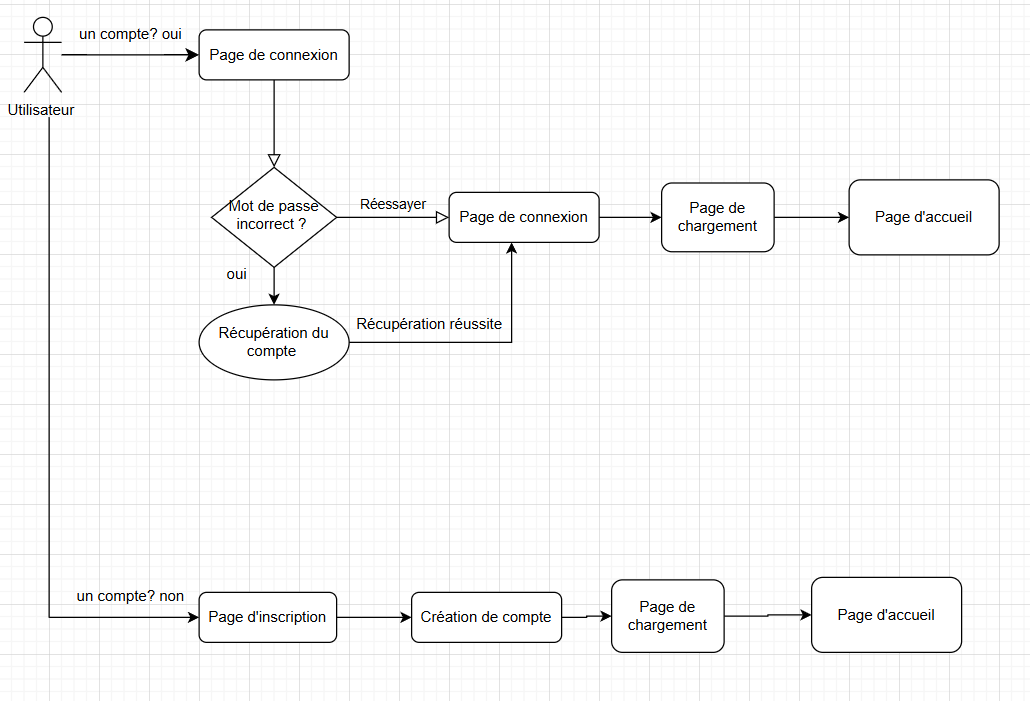 un compte? oui
Page de connexion
Utilisateur
Mot de passe
incorrect ?
Réessayer
Page de connexion
Page de
chargement
Page d'accueil
oui
Récupération du
compte
Récupération réussite
un compte? non
Page d'inscription
Création de compte
Page de
chargement
Page d'accueil